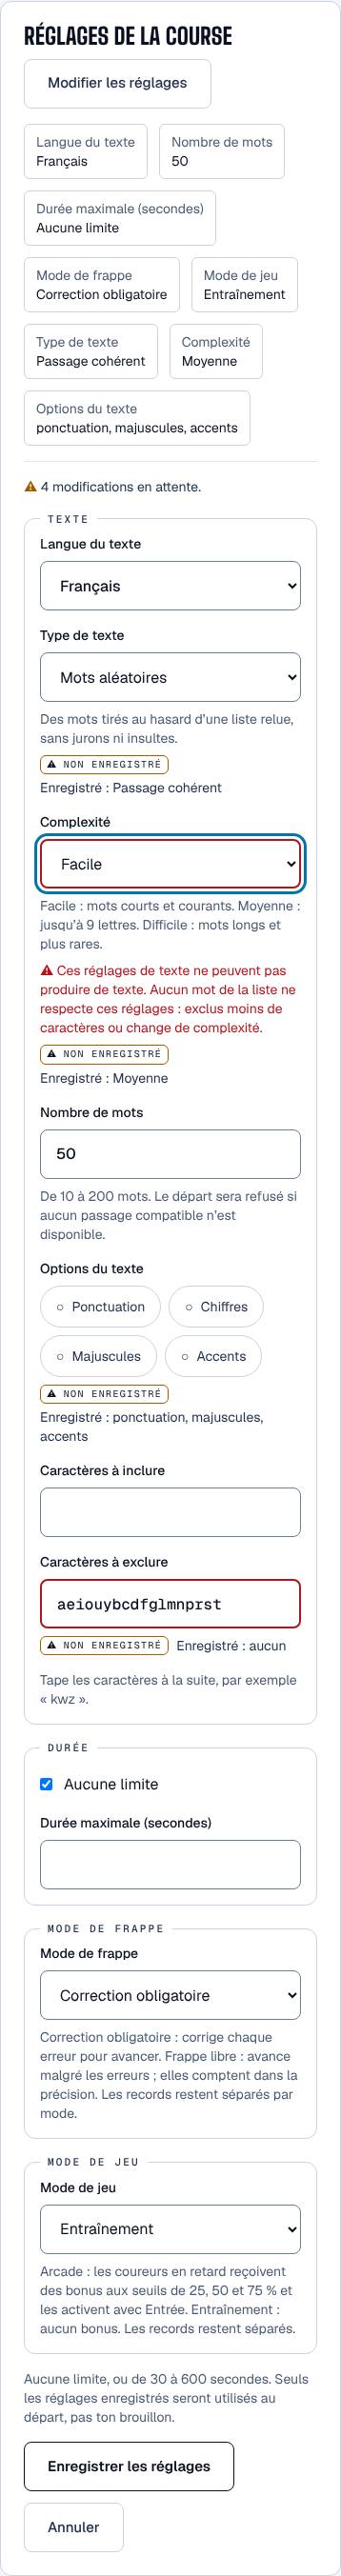 RÉGLAGES DE LA COURSE
Modifier les réglages
Langue du texte
Français
Nombre de mots
50
Durée maximale (secondes)
Aucune limite
Mode de frappe
Correction obligatoire
Mode de jeu
Entraînement
Type de texte
Passage cohérent
Complexité
Moyenne
Options du texte
ponctuation, majuscules, accents
⚠ 4 modifications en attente.
TEXTE
Langue du texte
Français
Type de texte
Mots aléatoires
Des mots tirés au hasard d’une liste relue,
sans jurons ni insultes.
⚠ NON ENREGISTRÉ
Enregistré : Passage cohérent
Complexité
Facile
Facile : mots courts et courants. Moyenne :
jusqu’à 9 lettres. Difficile : mots longs et
plus rares.
⚠ Ces réglages de texte ne peuvent pas
produire de texte. Aucun mot de la liste ne
respecte ces réglages : exclus moins de
caractères ou change de complexité.
⚠ NON ENREGISTRÉ
Enregistré : Moyenne
Nombre de mots
50
De 10 à 200 mots. Le départ sera refusé si
aucun passage compatible n’est
disponible.
Options du texte
○ Ponctuation
○ Chiffres
○ Majuscules
○ Accents
⚠ NON ENREGISTRÉ
Enregistré : ponctuation, majuscules,
accents
Caractères à inclure
Caractères à exclure
aeiouybcdfglmnprst
⚠ NON ENREGISTRÉ Enregistré : aucun
Tape les caractères à la suite, par exemple
« kwz ».
DURÉE
Aucune limite
Durée maximale (secondes)
MODE DE FRAPPE
Mode de frappe
Correction obligatoire
Correction obligatoire : corrige chaque
erreur pour avancer. Frappe libre : avance
malgré les erreurs ; elles comptent dans la
précision. Les records restent séparés par
mode.
MODE DE JEU
Mode de jeu
Entraînement
Arcade : les coureurs en retard reçoivent
des bonus aux seuils de 25, 50 et 75 % et
les activent avec Entrée. Entraînement :
aucun bonus. Les records restent séparés.
Aucune limite, ou de 30 à 600 secondes. Seuls
les réglages enregistrés seront utilisés au
départ, pas ton brouillon.
Enregistrer les réglages
Annuler